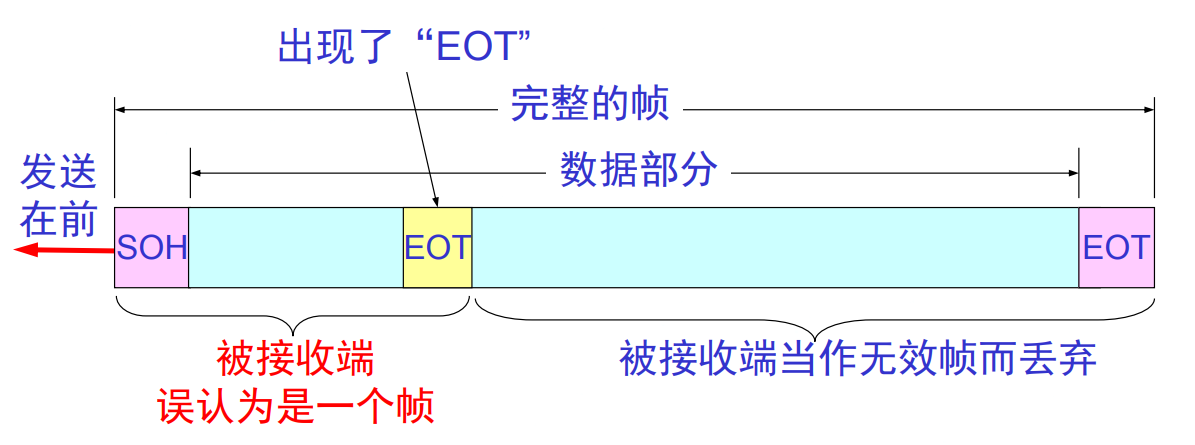 出现了“EOT”
完整的帧
数据部分
发送
在前
SOH
EOT
EOT
被接收端
误认为是一个帧
被接收端当作无效帧而丢弃